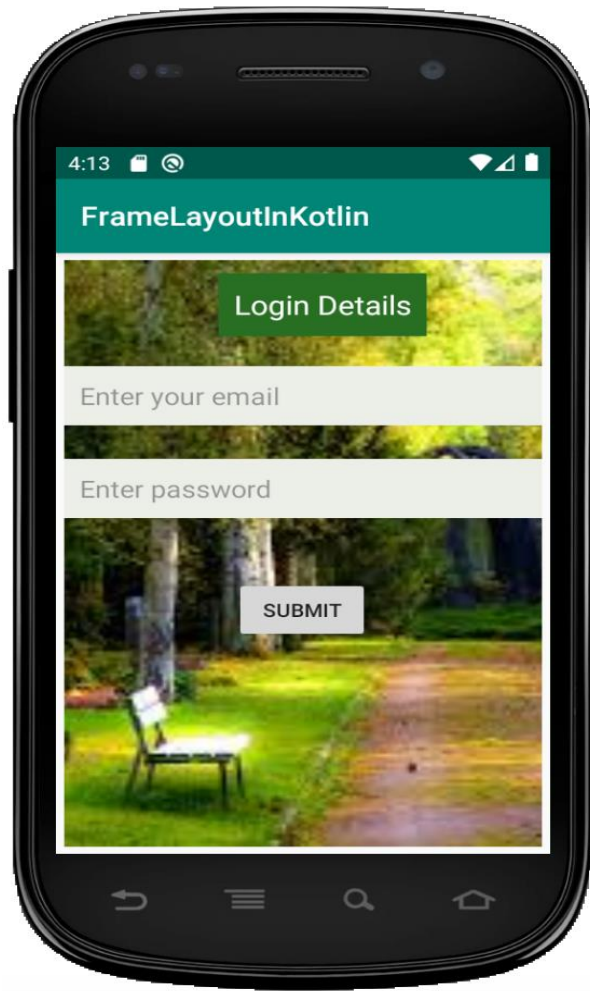 4:13
FrameLayoutInKotlin
Login Details
Enter your email
Enter password
SUBMIT